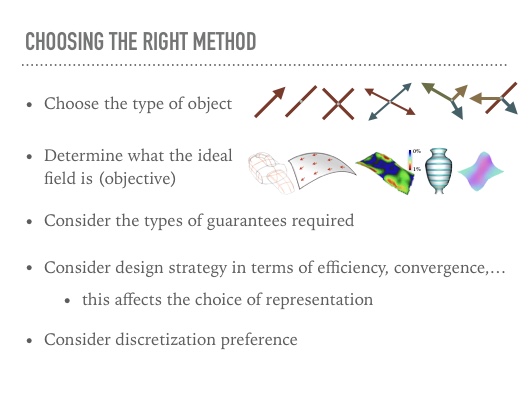 CHOOSING THE RIGHT METHOD
• Choose the type of object
• Determine what the ideal
field is (objective)
0%
1%
• Consider the types of guarantees required
• Consider design strategy in terms of efficiency, convergence,…
• this affects the choice of representation
• Consider discretization preference